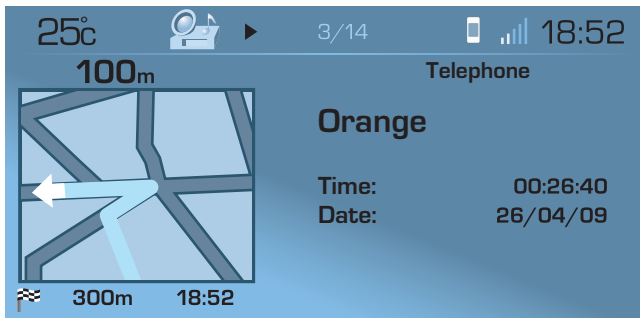 25°C 3/14 18:52
100m Telephone
Orange
Time: 00:26:40
Date: 26/04/09
300m 18:52